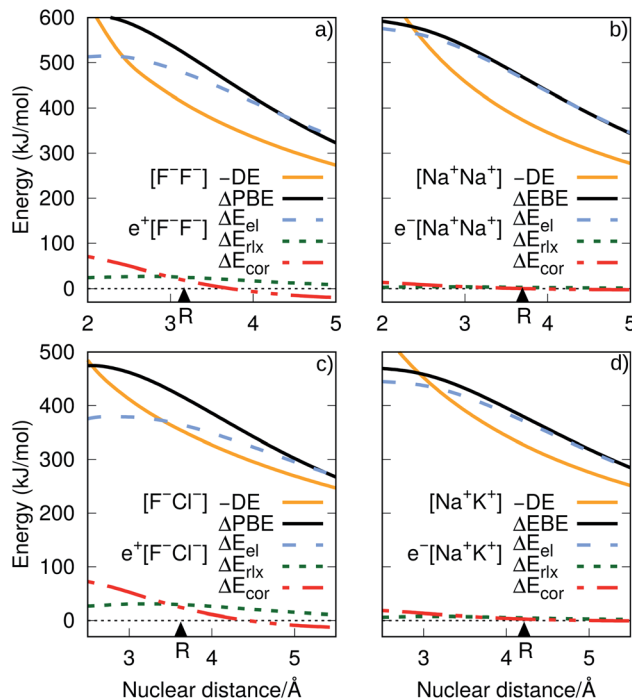 Energy (kJ/mol)
600
500
400
300
200
100
0
2
3
4
5
R
a)
[F⁻F⁻] −DE
ΔPBE
e⁺[F⁻F⁻] ΔE_el
ΔE_rlx
ΔE_cor
2
3
4
5
R
b)
[Na⁺Na⁺] −DE
ΔEBE
e⁻[Na⁺Na⁺] ΔE_el
ΔE_rlx
ΔE_cor
Energy (kJ/mol)
500
400
300
200
100
0
3
4
5
R
Nuclear distance/Å
c)
[F⁻Cl⁻] −DE
ΔPBE
e⁺[F⁻Cl⁻] ΔE_el
ΔE_rlx
ΔE_cor
3
4
5
R
Nuclear distance/Å
d)
[Na⁺K⁺] −DE
ΔEBE
e⁻[Na⁺K⁺] ΔE_el
ΔE_rlx
ΔE_cor